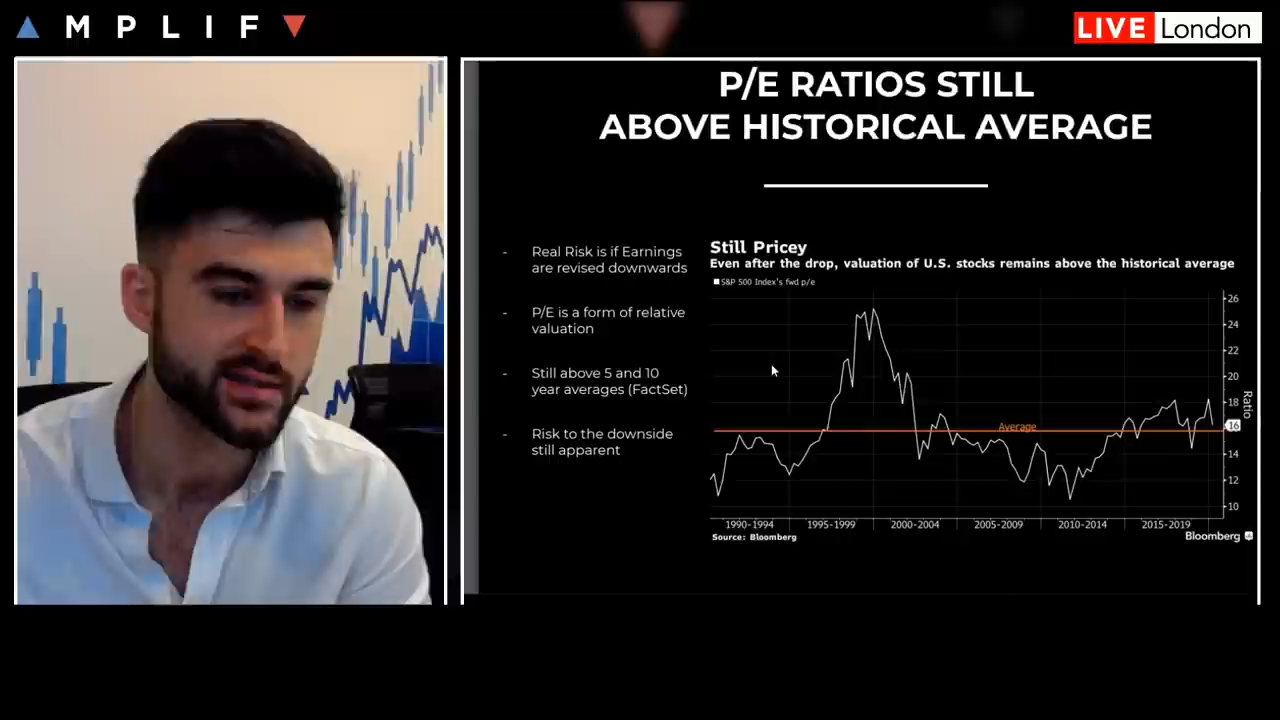 MPLIF
LIVE London
P/E RATIOS STILL
ABOVE HISTORICAL AVERAGE
- Real Risk is if Earnings
are revised downwards
- P/E is a form of relative
valuation
- Still above 5 and 10
year averages (FactSet)
- Risk to the downside
still apparent
Still Pricey
Even after the drop, valuation of U.S. stocks remains above the historical average
S&P 500 Index's fwd p/e
26
24
22
20
18
16
14
12
10
Ratio
Average
1990-1994
1995-1999
2000-2004
2005-2009
2010-2014
2015-2019
Source: Bloomberg
Bloomberg